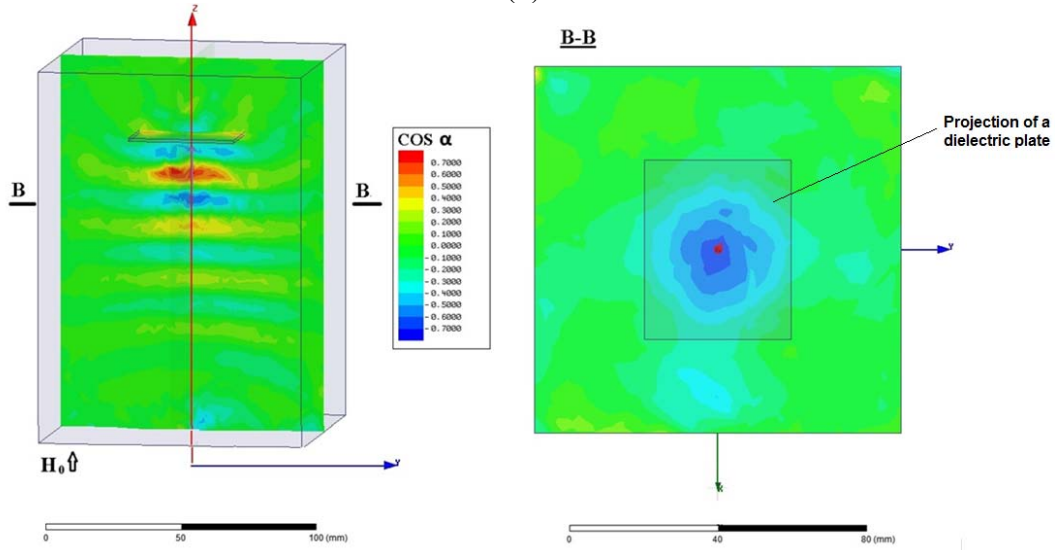 Z
B
B
H₀⇧
Y
0
50
100 (mm)
COS α
0.7000
0.6000
0.5000
0.4000
0.3000
0.2000
0.1000
0.0000
-0.1000
-0.2000
-0.3000
-0.4000
-0.5000
-0.6000
-0.7000
B-B
Projection of a
dielectric plate
Y
X
0
40
80 (mm)